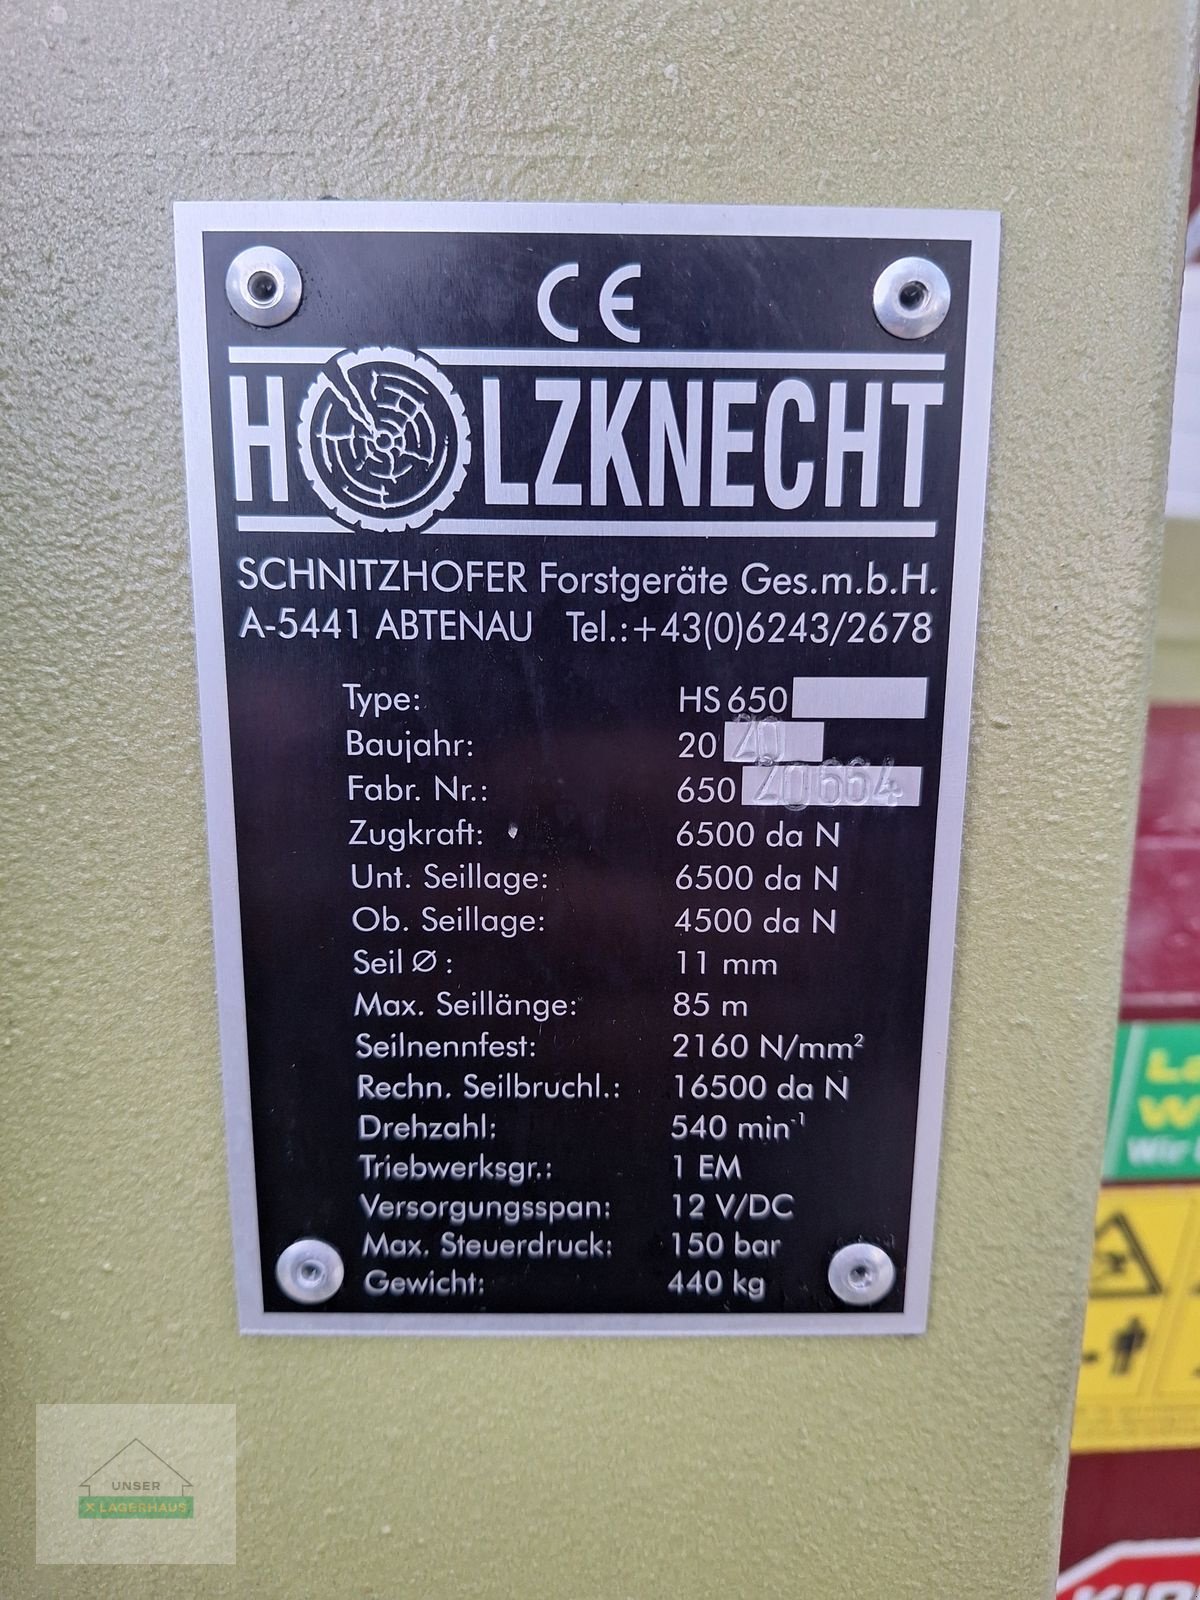 CE
HOLZKNECHT
SCHNITZHOFER Forstgeräte Ges.m.b.H.
A-5441 ABTENAU Tel.:+43(0)6243/2678
Type: HS 650
Baujahr: 2020
Fabr. Nr.: 65020664
Zugkraft: 6500 da N
Unt. Seillage: 6500 da N
Ob. Seillage: 4500 da N
Seil Ø : 11 mm
Max. Seillänge: 85 m
Seilnennfest: 2160 N/mm²
Rechn. Seilbruchl.: 16500 da N
Drehzahl: 540 min⁻¹
Triebwerksgr.: 1 EM
Versorgungsspan: 12 V/DC
Max. Steuerdruck: 150 bar
Gewicht: 440 kg
UNSER
X LAGERHAUS
Wir